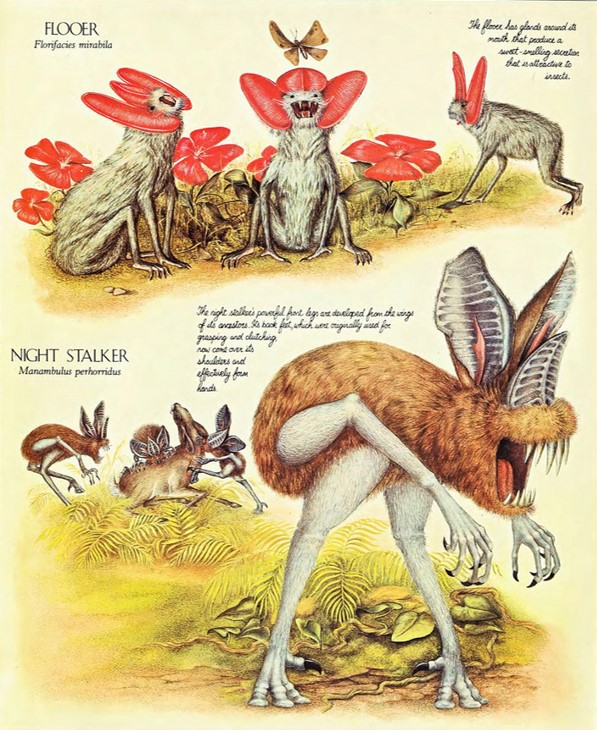 FLOOER
Florifacies mirabila
The flooer has glands around its
mouth that produce a
sweet-smelling secretion
that is attractive to
insects.
The night stalker's powerful front legs are developed from the wings
of its ancestors. Its back feet, which were originally used for
grasping and clutching,
now come over its
shoulders and
effectively form
hands.
NIGHT STALKER
Manambulus perhorridus